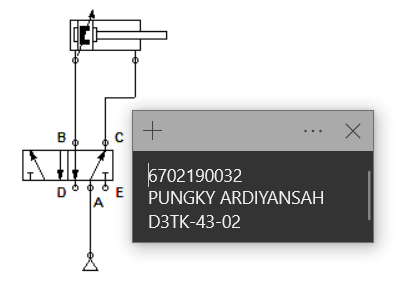 B C
D A E
6702190032
PUNGKY ARDIYANSAH
D3TK-43-02